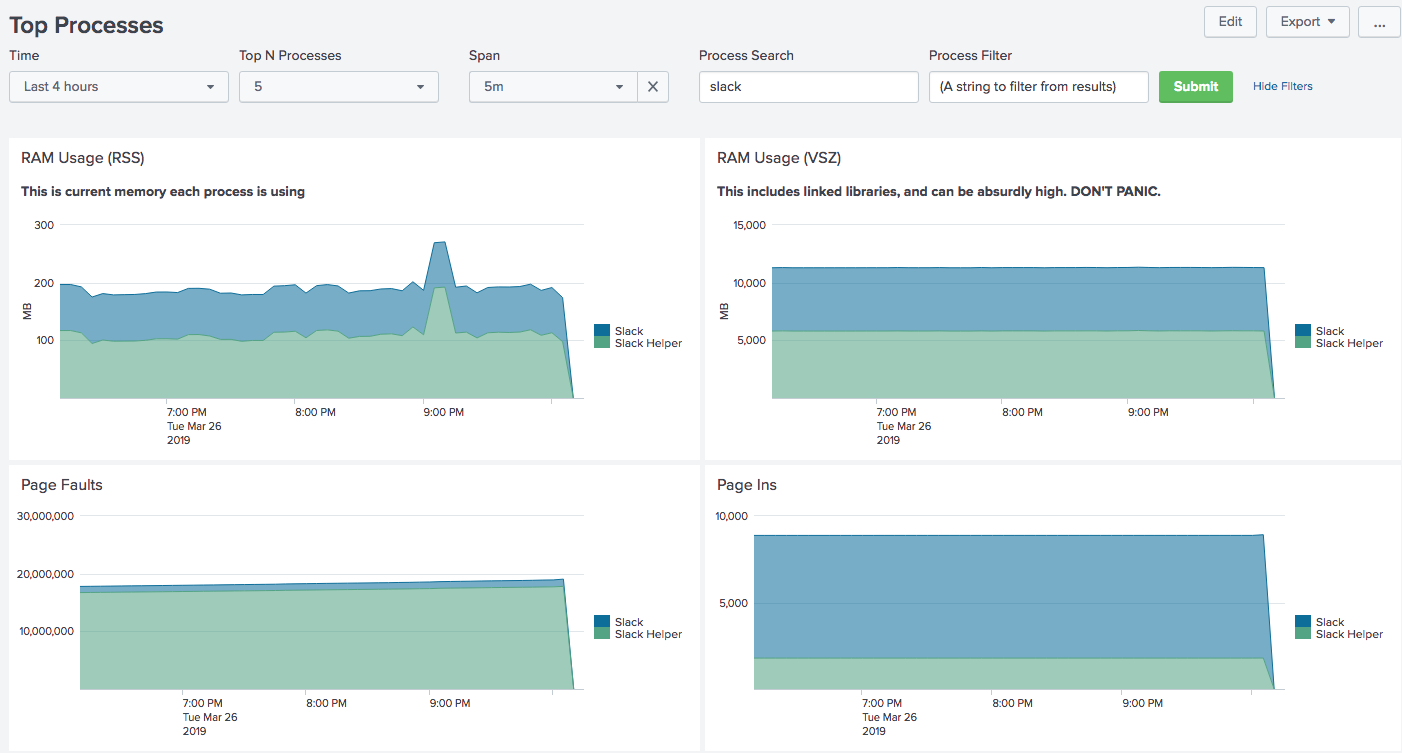 Top Processes
Edit
Export
...
Time
Top N Processes
Span
Process Search
Process Filter
Last 4 hours
5
5m
slack
(A string to filter from results)
Submit
Hide Filters
RAM Usage (RSS)
This is current memory each process is using
300
200
100
MB
7:00 PM
Tue Mar 26
2019
8:00 PM
9:00 PM
Slack
Slack Helper
RAM Usage (VSZ)
This includes linked libraries, and can be absurdly high. DON'T PANIC.
15,000
10,000
5,000
MB
7:00 PM
Tue Mar 26
2019
8:00 PM
9:00 PM
Slack
Slack Helper
Page Faults
30,000,000
20,000,000
10,000,000
7:00 PM
Tue Mar 26
2019
8:00 PM
9:00 PM
Slack
Slack Helper
Page Ins
10,000
5,000
7:00 PM
Tue Mar 26
2019
8:00 PM
9:00 PM
Slack
Slack Helper